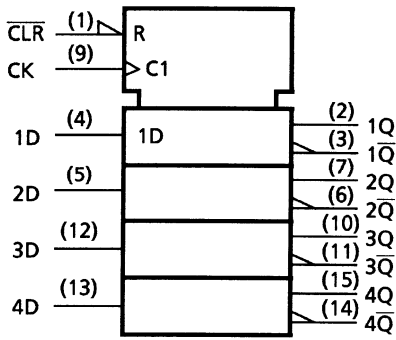 C̅L̅R̅ (1) R
CK (9) C1
1D (4) 1D (2) 1Q
(3) 1Q̅
2D (5) (7) 2Q
(6) 2Q̅
3D (12) (10) 3Q
(11) 3Q̅
4D (13) (15) 4Q
(14) 4Q̅